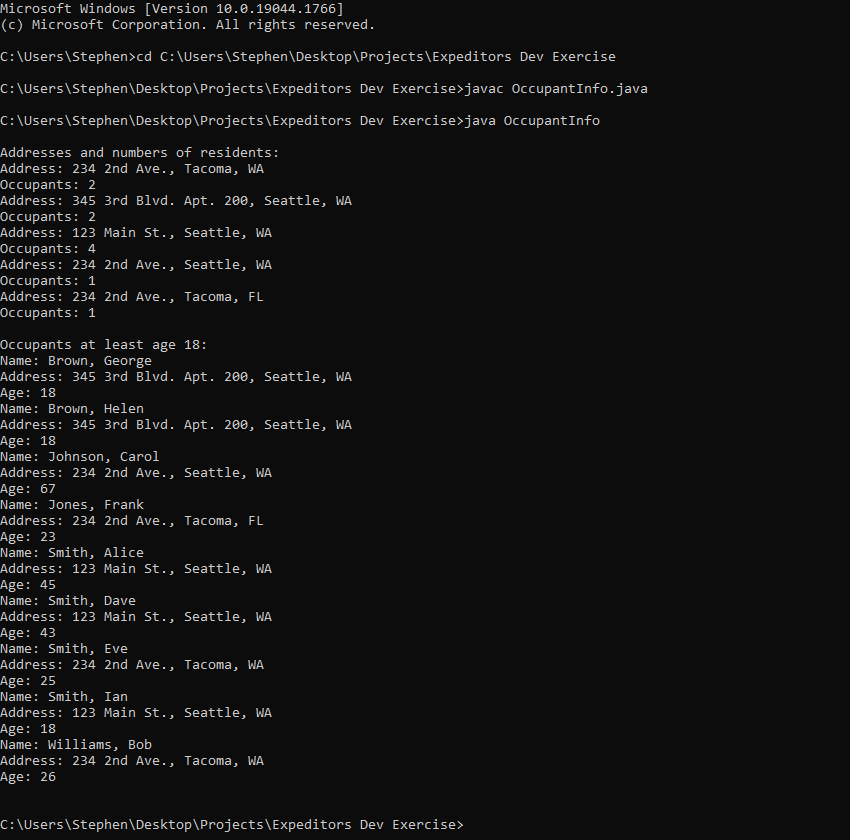 Microsoft Windows [Version 10.0.19044.1766]
(c) Microsoft Corporation. All rights reserved.
C:\Users\Stephen>cd C:\Users\Stephen\Desktop\Projects\Expeditors Dev Exercise
C:\Users\Stephen\Desktop\Projects\Expeditors Dev Exercise>javac OccupantInfo.java
C:\Users\Stephen\Desktop\Projects\Expeditors Dev Exercise>java OccupantInfo
Addresses and numbers of residents:
Address: 234 2nd Ave., Tacoma, WA
Occupants: 2
Address: 345 3rd Blvd. Apt. 200, Seattle, WA
Occupants: 2
Address: 123 Main St., Seattle, WA
Occupants: 4
Address: 234 2nd Ave., Seattle, WA
Occupants: 1
Address: 234 2nd Ave., Tacoma, FL
Occupants: 1
Occupants at least age 18:
Name: Brown, George
Address: 345 3rd Blvd. Apt. 200, Seattle, WA
Age: 18
Name: Brown, Helen
Address: 345 3rd Blvd. Apt. 200, Seattle, WA
Age: 18
Name: Johnson, Carol
Address: 234 2nd Ave., Seattle, WA
Age: 67
Name: Jones, Frank
Address: 234 2nd Ave., Tacoma, FL
Age: 23
Name: Smith, Alice
Address: 123 Main St., Seattle, WA
Age: 45
Name: Smith, Dave
Address: 123 Main St., Seattle, WA
Age: 43
Name: Smith, Eve
Address: 234 2nd Ave., Tacoma, WA
Age: 25
Name: Smith, Ian
Address: 123 Main St., Seattle, WA
Age: 18
Name: Williams, Bob
Address: 234 2nd Ave., Tacoma, WA
Age: 26
C:\Users\Stephen\Desktop\Projects\Expeditors Dev Exercise>